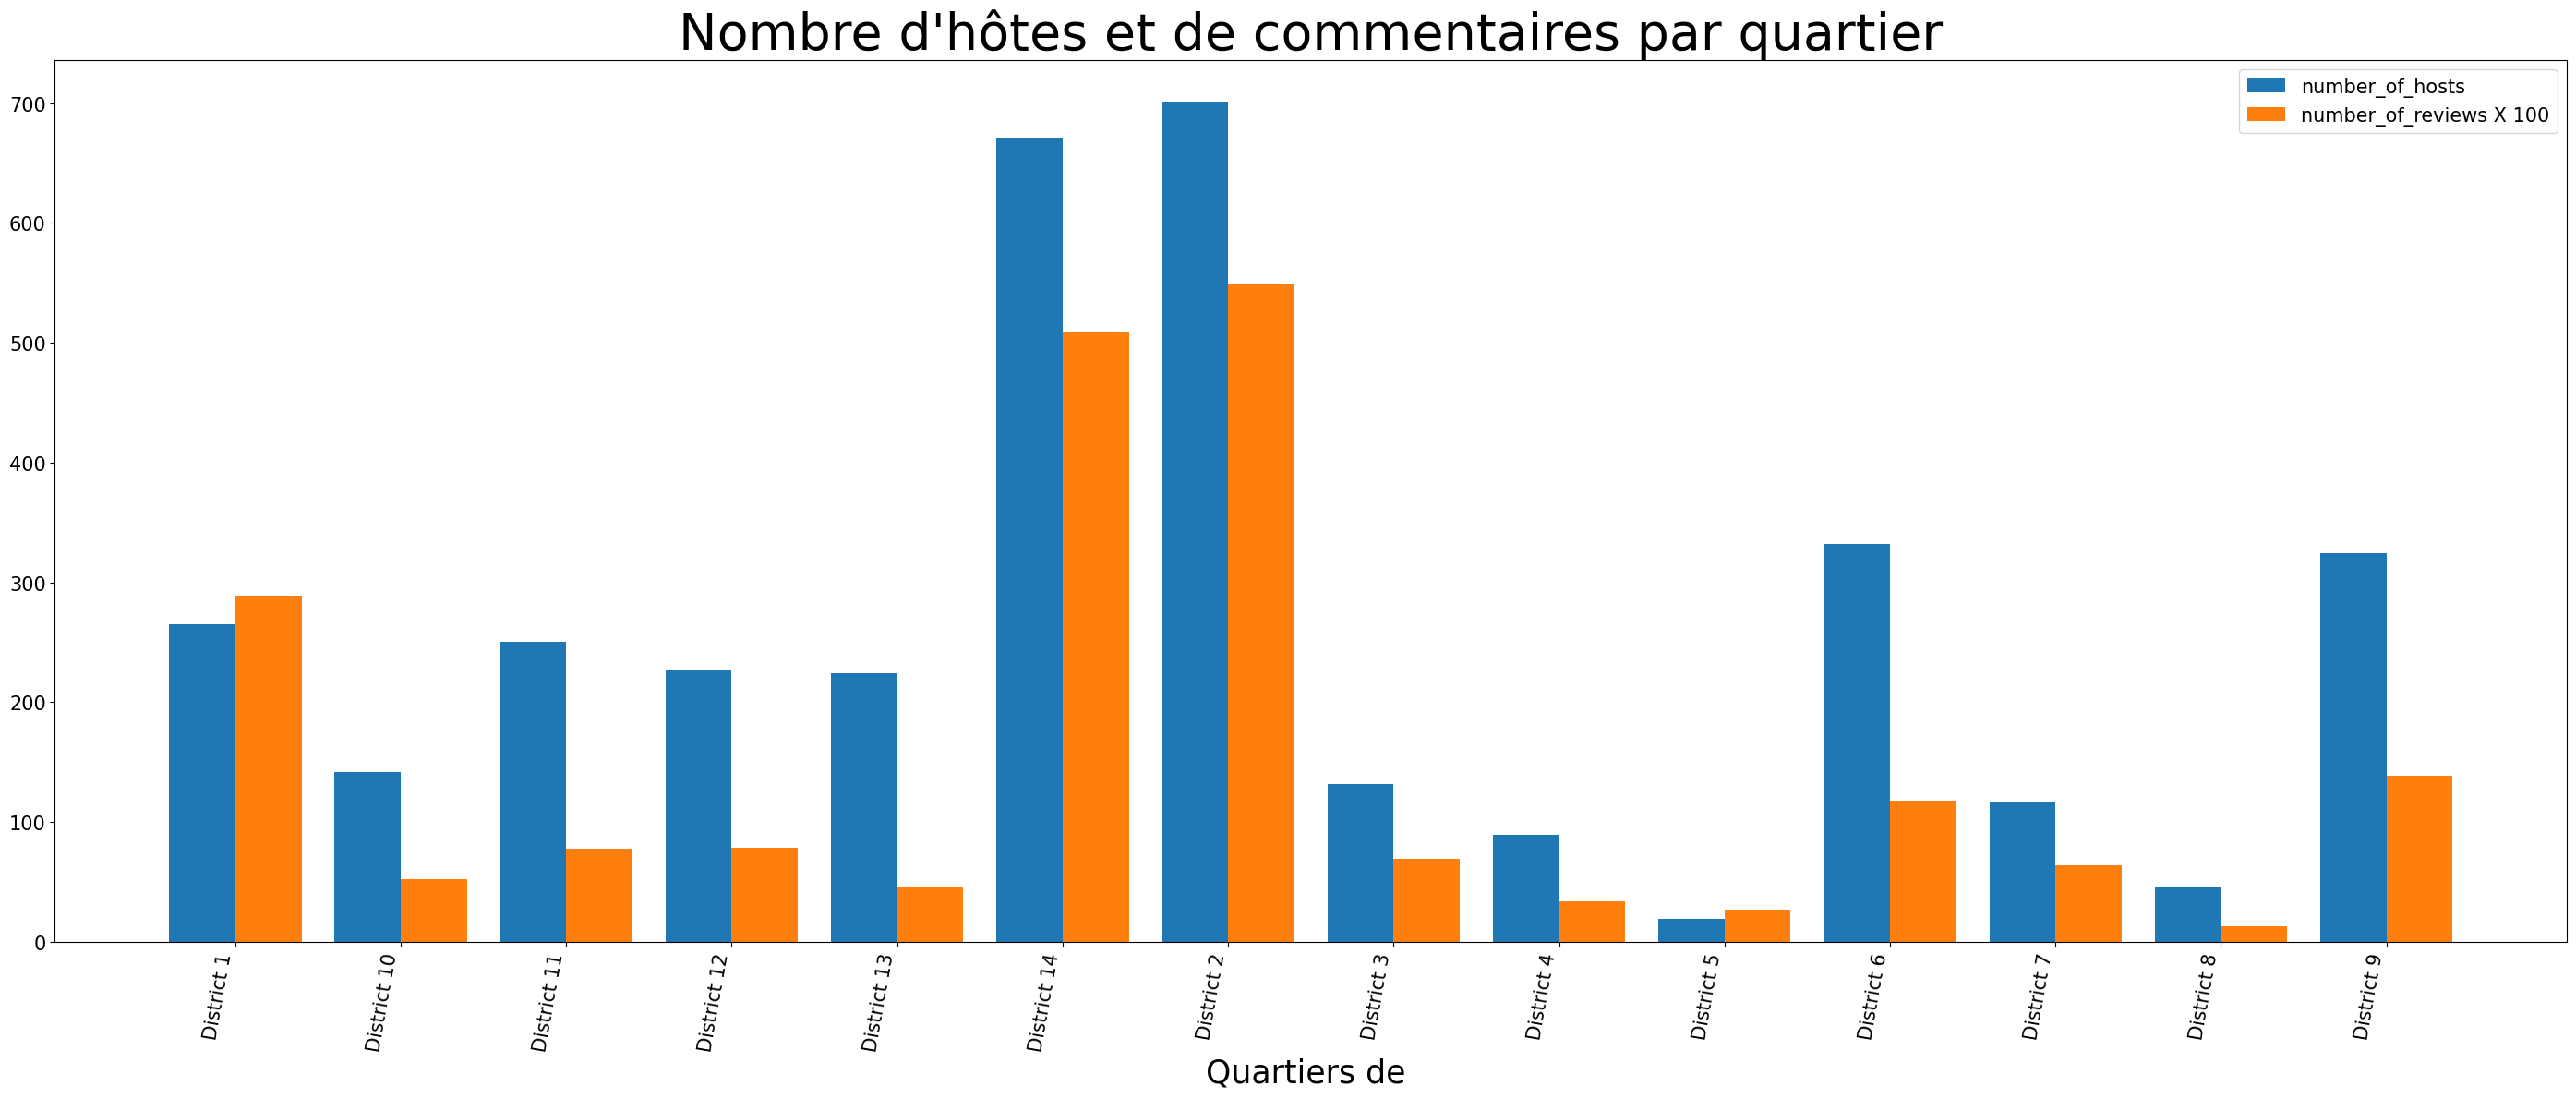 Nombre d'hôtes et de commentaires par quartier
number_of_hosts
number_of_reviews X 100
700
600
500
400
300
200
100
0
District 1
District 10
District 11
District 12
District 13
District 14
District 2
District 3
District 4
District 5
District 6
District 7
District 8
District 9
Quartiers de